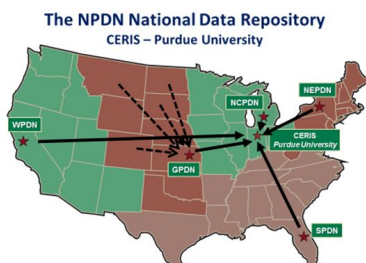 The NPDN National Data Repository
CERIS – Purdue University
NCPDN
NEPDN
WPDN
CERIS
Purdue University
GPDN
SPDN